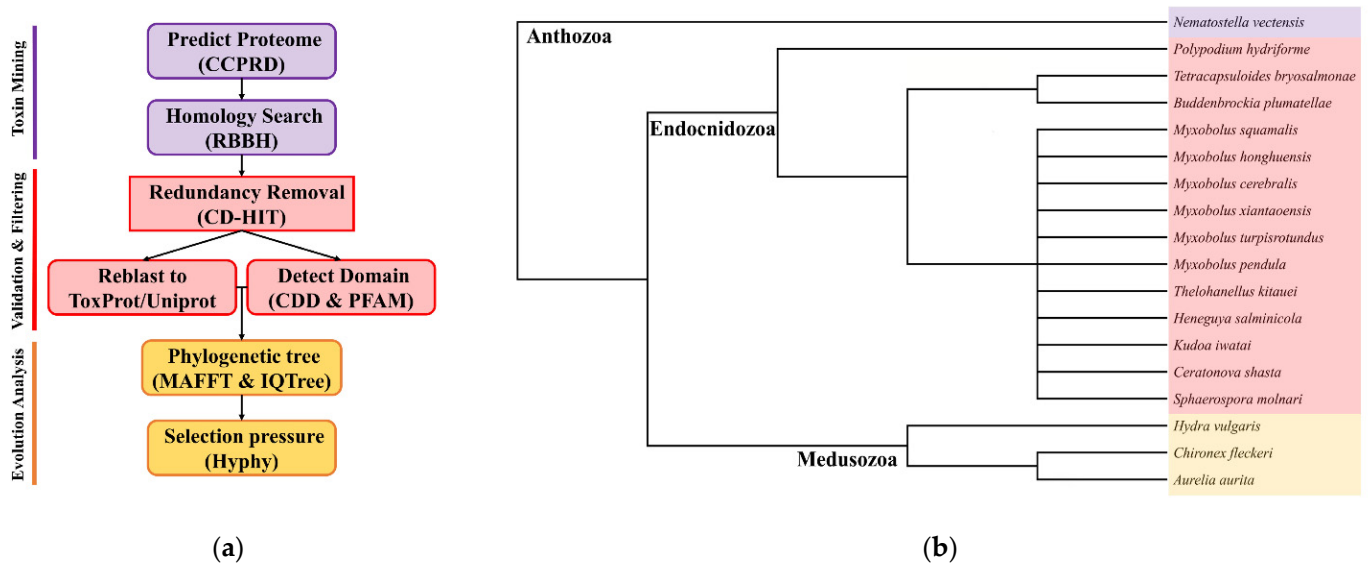 Toxin Mining
Predict Proteome
(CCPRD)
Homology Search
(RBBH)
Validation & Filtering
Redundancy Removal
(CD-HIT)
Reblast to
ToxProt/Uniprot
Detect Domain
(CDD & PFAM)
Evolution Analysis
Phylogenetic tree
(MAFFT & IQTree)
Selection pressure
(Hyphy)
(a)
Anthozoa
Endocnidozoa
Medusozoa
Nematostella vectensis
Polypodium hydriforme
Tetracapsuloides bryosalmonae
Buddenbrockia plumatellae
Myxobolus squamalis
Myxobolus honghuensis
Myxobolus cerebralis
Myxobolus xiantaoensis
Myxobolus turpisrotundus
Myxobolus pendula
Thelohanellus kitauei
Heneguya salminicola
Kudoa iwatai
Ceratonova shasta
Sphaerospora molnari
Hydra vulgaris
Chironex fleckeri
Aurelia aurita
(b)